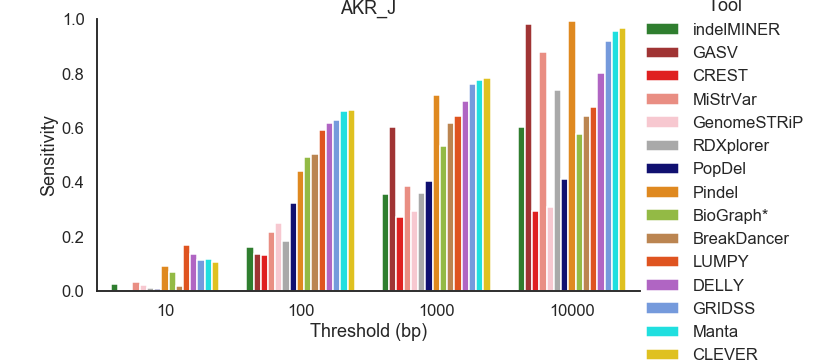 AKR_J
Tool
1.0
0.8
0.6
0.4
0.2
0.0
Sensitivity
10
100
1000
10000
Threshold (bp)
indelMINER
GASV
CREST
MiStrVar
GenomeSTRiP
RDXplorer
PopDel
Pindel
BioGraph*
BreakDancer
LUMPY
DELLY
GRIDSS
Manta
CLEVER